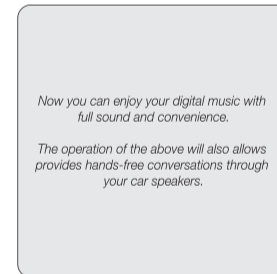 Now you can enjoy your digital music with
full sound and convenience.
The operation of the above will also allows
provides hands-free conversations through
your car speakers.